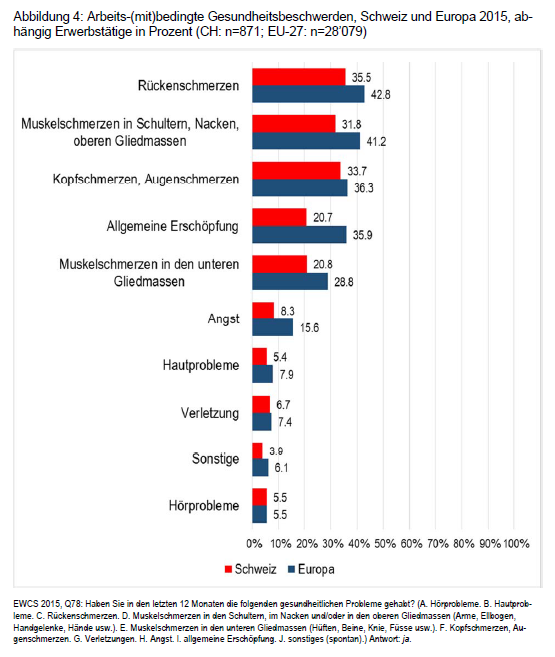 Abbildung 4: Arbeits-(mit)bedingte Gesundheitsbeschwerden, Schweiz und Europa 2015, ab-
hängig Erwerbstätige in Prozent (CH: n=871; EU-27: n=28'079)
Rückenschmerzen
35.5
42.8
Muskelschmerzen in Schultern, Nacken,
oberen Gliedmassen
31.8
41.2
Kopfschmerzen, Augenschmerzen
33.7
36.3
Allgemeine Erschöpfung
20.7
35.9
Muskelschmerzen in den unteren
Gliedmassen
20.8
28.8
Angst
8.3
15.6
Hautprobleme
5.4
7.9
Verletzung
6.7
7.4
Sonstige
3.9
6.1
Hörprobleme
5.5
5.5
0% 10% 20% 30% 40% 50% 60% 70% 80% 90% 100%
Schweiz Europa
EWCS 2015, Q78: Haben Sie in den letzten 12 Monaten die folgenden gesundheitlichen Probleme gehabt? (A. Hörprobleme. B. Hautprob-
leme. C. Rückenschmerzen. D. Muskelschmerzen in den Schultern, im Nacken und/oder in den oberen Gliedmassen (Arme, Ellbogen,
Handgelenke, Hände usw.). E. Muskelschmerzen in den unteren Gliedmassen (Hüften, Beine, Knie, Füsse usw.). F. Kopfschmerzen, Au-
genschmerzen. G. Verletzungen. H. Angst. I. allgemeine Erschöpfung. J. sonstiges (spontan).) Antwort: ja.